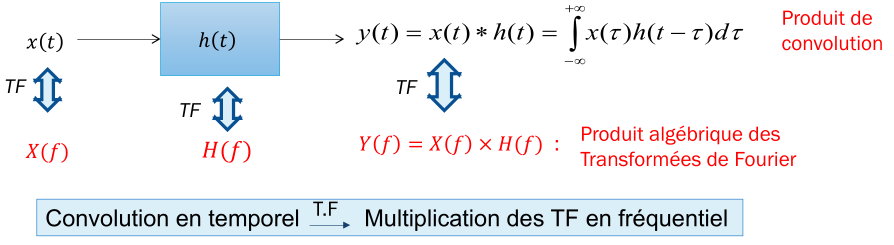 x(t)
h(t)
y(t) = x(t) * h(t) = ∫_{-∞}^{+∞} x(τ)h(t − τ)dτ
Produit de
convolution
TF
TF
TF
X(f)
H(f)
Y(f) = X(f) × H(f) :
Produit algébrique des
Transformées de Fourier
Convolution en temporel T.F Multiplication des TF en fréquentiel